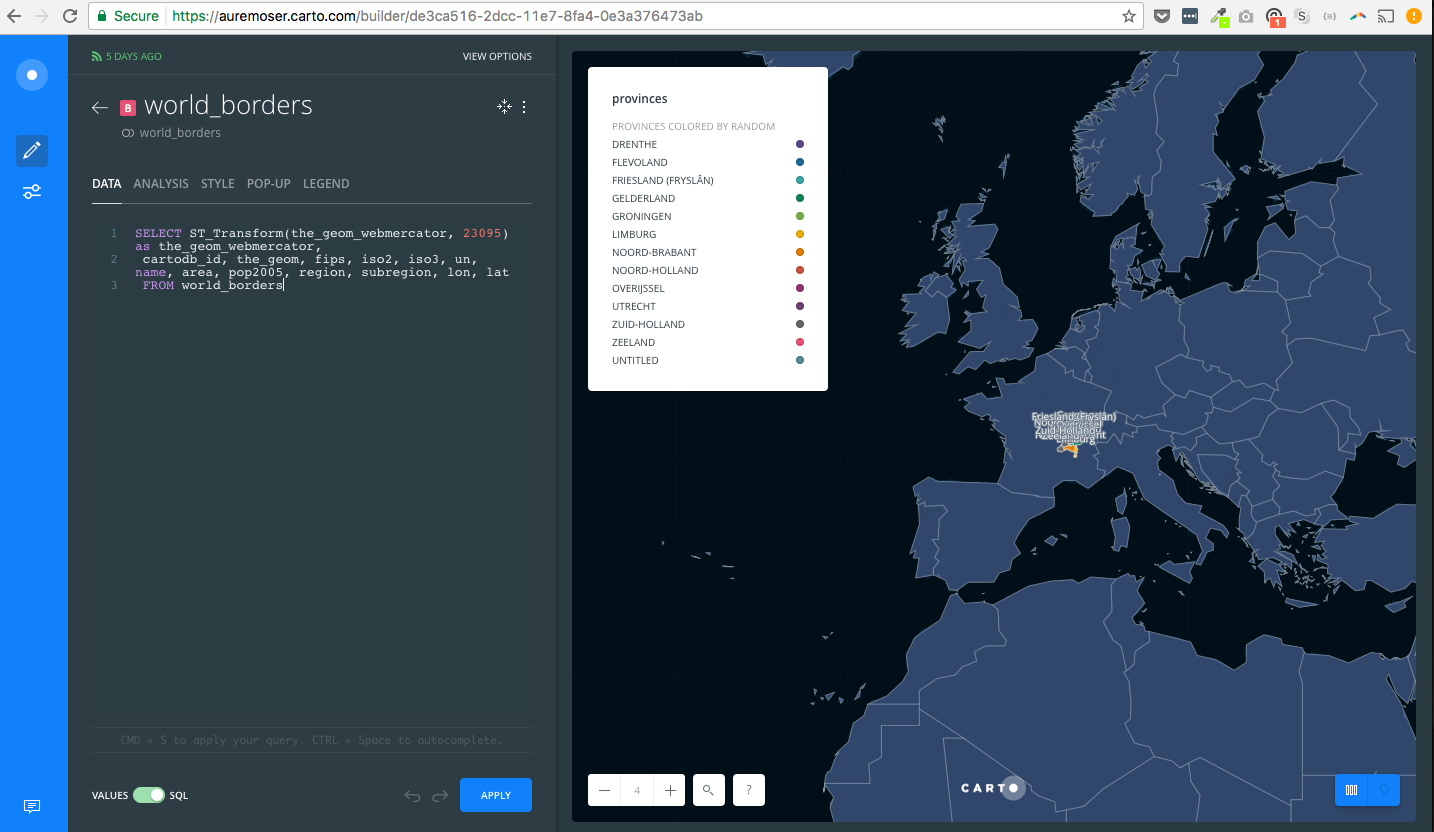 Secure https://auremoser.carto.com/builder/de3ca516-2dcc-11e7-8fa4-0e3a376473ab
1
S
5 DAYS AGO
VIEW OPTIONS
B world_borders
world_borders
DATA ANALYSIS STYLE POP-UP LEGEND
1 SELECT ST_Transform(the_geom_webmercator, 23095)
as the_geom_webmercator,
2 cartodb_id, the_geom, fips, iso2, iso3, un,
name, area, pop2005, region, subregion, lon, lat
3 FROM world_borders
CMD + S to apply your query. CTRL + Space to autocomplete.
VALUES SQL
APPLY
provinces
PROVINCES COLORED BY RANDOM
DRENTHE
FLEVOLAND
FRIESLAND (FRYSLÂN)
GELDERLAND
GRONINGEN
LIMBURG
NOORD-BRABANT
NOORD-HOLLAND
OVERIJSSEL
UTRECHT
ZUID-HOLLAND
ZEELAND
UNTITLED
Friesland (Fryslân)
Overijssel
Zuid-Holland
Zeeland
Limburg
4
?
CARTO